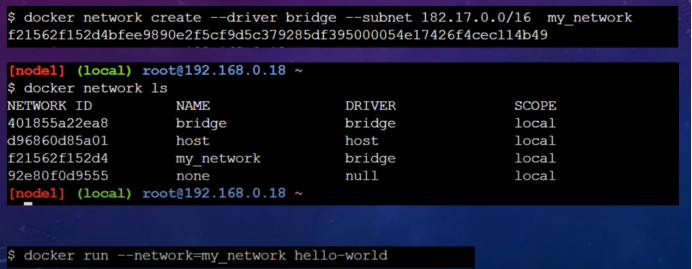 $ docker network create --driver bridge --subnet 182.17.0.0/16  my_network
f21562f152d4bfee9890e2f5cf9d5c379285df395000054e17426f4cec114b49
[node1] (local) root@192.168.0.18 ~
$ docker network ls
NETWORK ID          NAME                DRIVER              SCOPE
401855a22ea8        bridge              bridge              local
d96860d85a01        host                host                local
f21562f152d4        my_network          bridge              local
92e80f0d9555        none                null                local
[node1] (local) root@192.168.0.18 ~
$ docker run --network=my_network hello-world